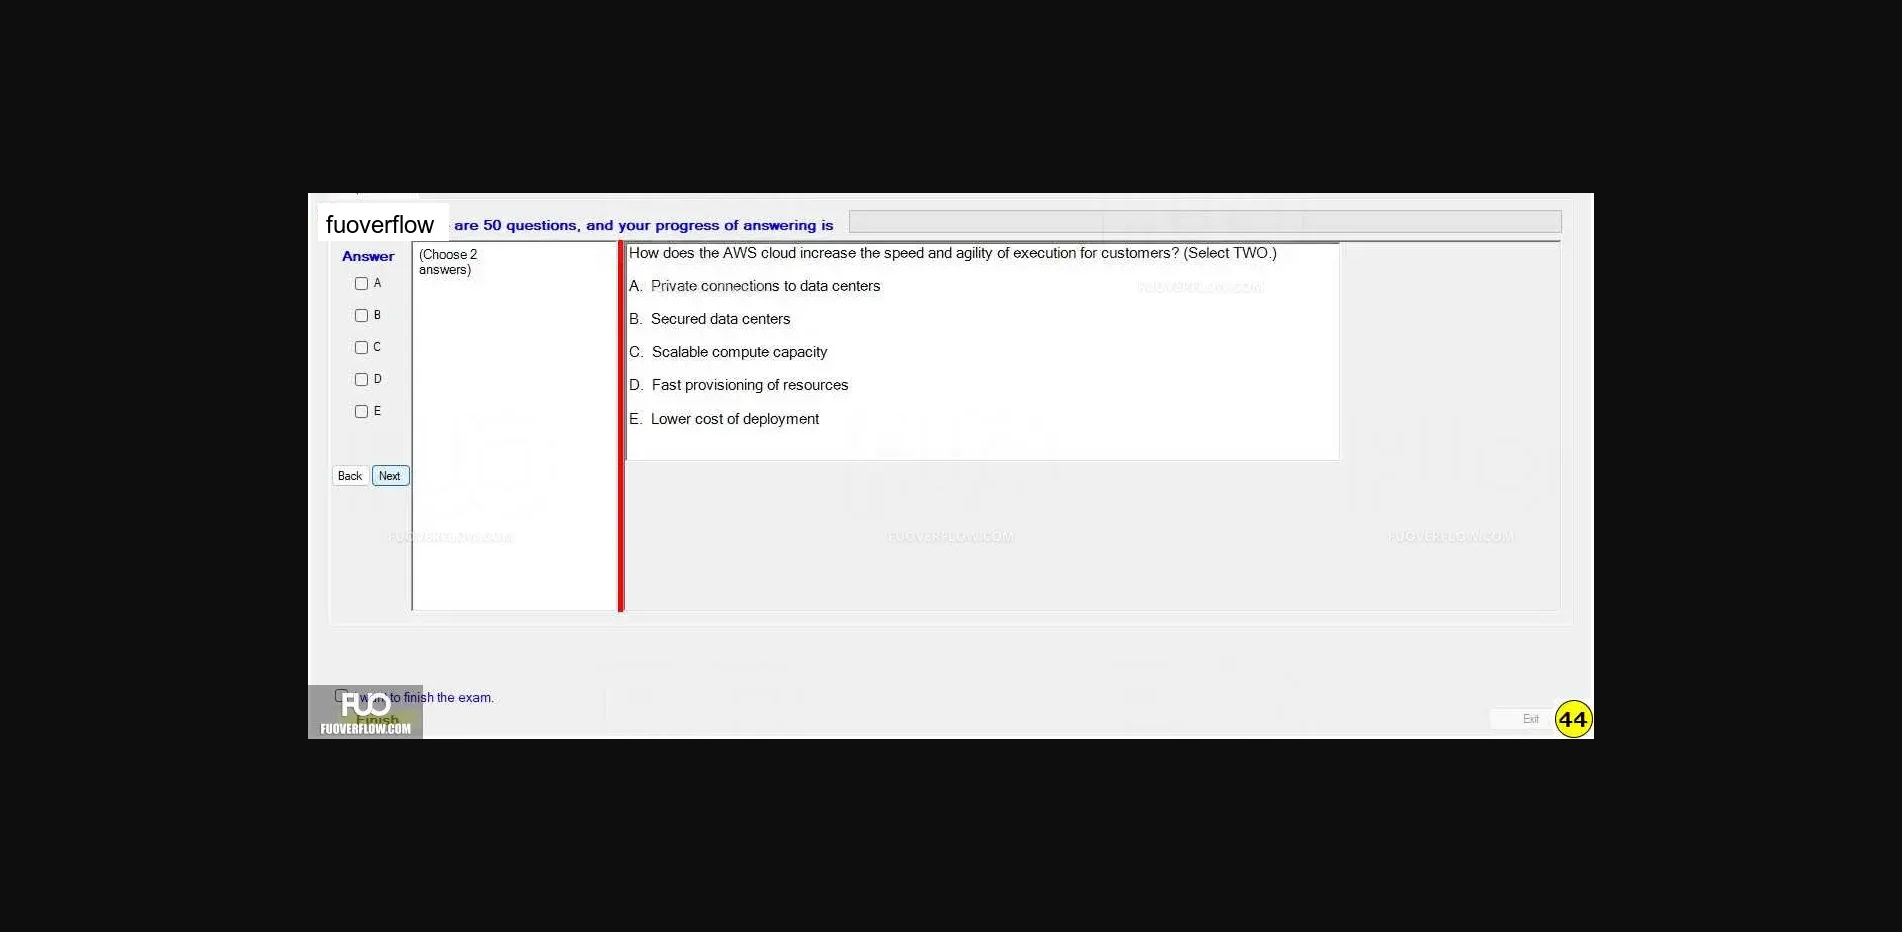 fuoverflow
are 50 questions, and your progress of answering is
Answer
(Choose 2
answers)
A
B
C
D
E
Back Next
How does the AWS cloud increase the speed and agility of execution for customers? (Select TWO.)
A. Private connections to data centers
B. Secured data centers
C. Scalable compute capacity
D. Fast provisioning of resources
E. Lower cost of deployment
FUOVERFLOW.COM
FUOVERFLOW.COM
FUOVERFLOW.COM
FUOVERFLOW.COM
want to finish the exam.
Finish
FUO
FUOVERFLOW.COM
Exit
44